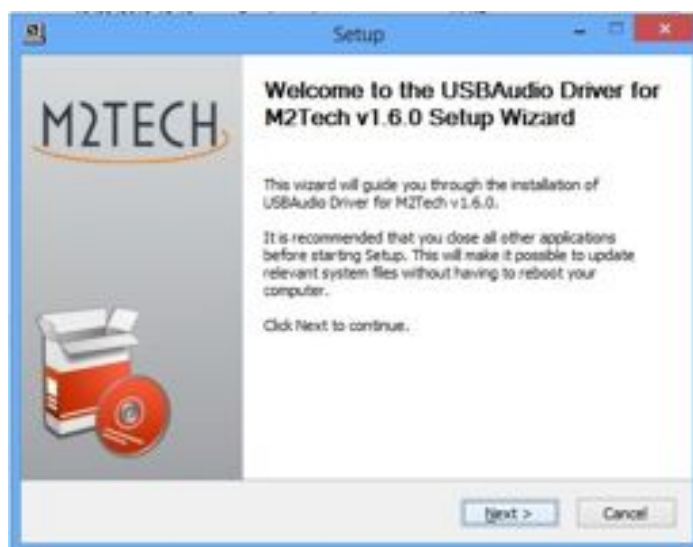 Setup
M2TECH
Welcome to the USBAudio Driver for
M2Tech v1.6.0 Setup Wizard
This wizard will guide you through the installation of
USBAudio Driver for M2Tech v1.6.0.
It is recommended that you close all other applications
before starting Setup. This will make it possible to update
relevant system files without having to reboot your
computer.
Click Next to continue.
Next >
Cancel